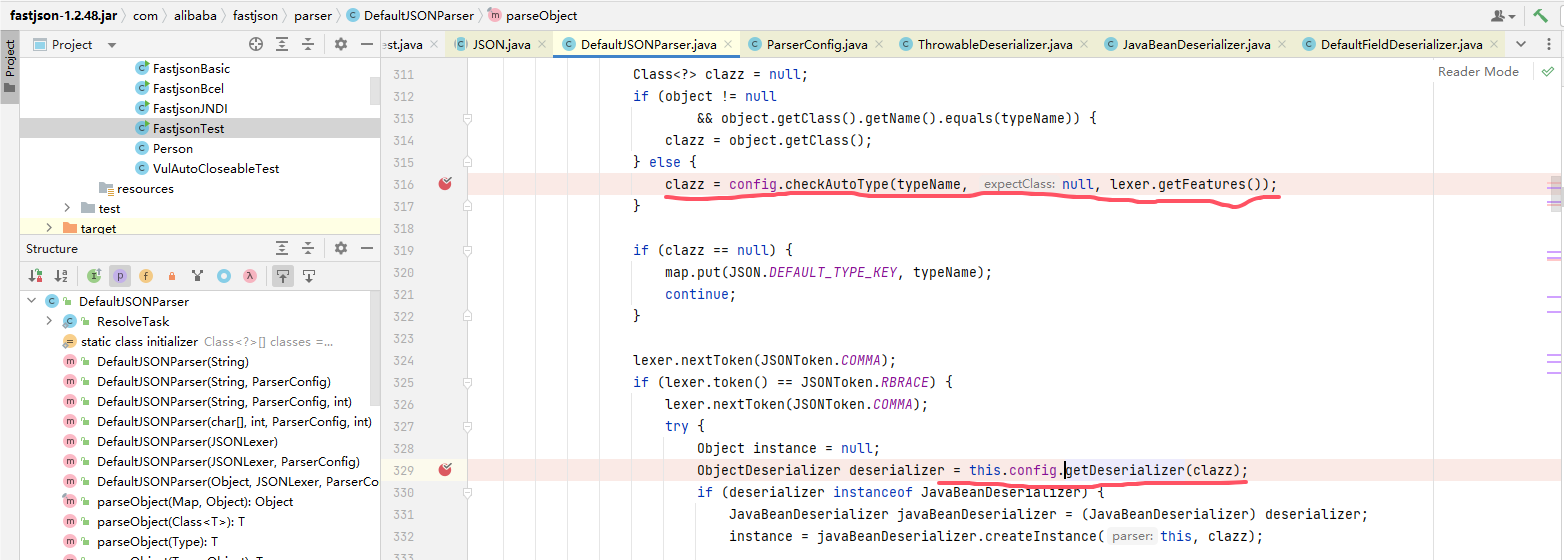 fastjson-1.2.48.jar com alibaba fastjson parser DefaultJSONParser parseObject
Project
Project
FastjsonBasic
FastjsonBcel
FastjsonJNDI
FastjsonTest
Person
VulAutoCloseableTest
resources
test
target
Structure
DefaultJSONParser
ResolveTask
static class initializer Class<?>[] classes =...
DefaultJSONParser(String)
DefaultJSONParser(String, ParserConfig)
DefaultJSONParser(String, ParserConfig, int)
DefaultJSONParser(char[], int, ParserConfig, int)
DefaultJSONParser(JSONLexer)
DefaultJSONParser(JSONLexer, ParserConfig)
DefaultJSONParser(Object, JSONLexer, ParserCo
parseObject(Map, Object): Object
parseObject(Class<T>): T
parseObject(Type): T
est.java JSON.java DefaultJSONParser.java ParserConfig.java ThrowableDeserializer.java JavaBeanDeserializer.java DefaultFieldDeserializer.java
Reader Mode
311 Class<?> clazz = null;
312 if (object != null
313 && object.getClass().getName().equals(typeName)) {
314 clazz = object.getClass();
315 } else {
316 clazz = config.checkAutoType(typeName, expectClass: null, lexer.getFeatures());
317 }
318
319 if (clazz == null) {
320 map.put(JSON.DEFAULT_TYPE_KEY, typeName);
321 continue;
322 }
323
324 lexer.nextToken(JSONToken.COMMA);
325 if (lexer.token() == JSONToken.RBRACE) {
326 lexer.nextToken(JSONToken.COMMA);
327 try {
328 Object instance = null;
329 ObjectDeserializer deserializer = this.config.getDeserializer(clazz);
330 if (deserializer instanceof JavaBeanDeserializer) {
331 JavaBeanDeserializer javaBeanDeserializer = (JavaBeanDeserializer) deserializer;
332 instance = javaBeanDeserializer.createInstance( parser: this, clazz);
333